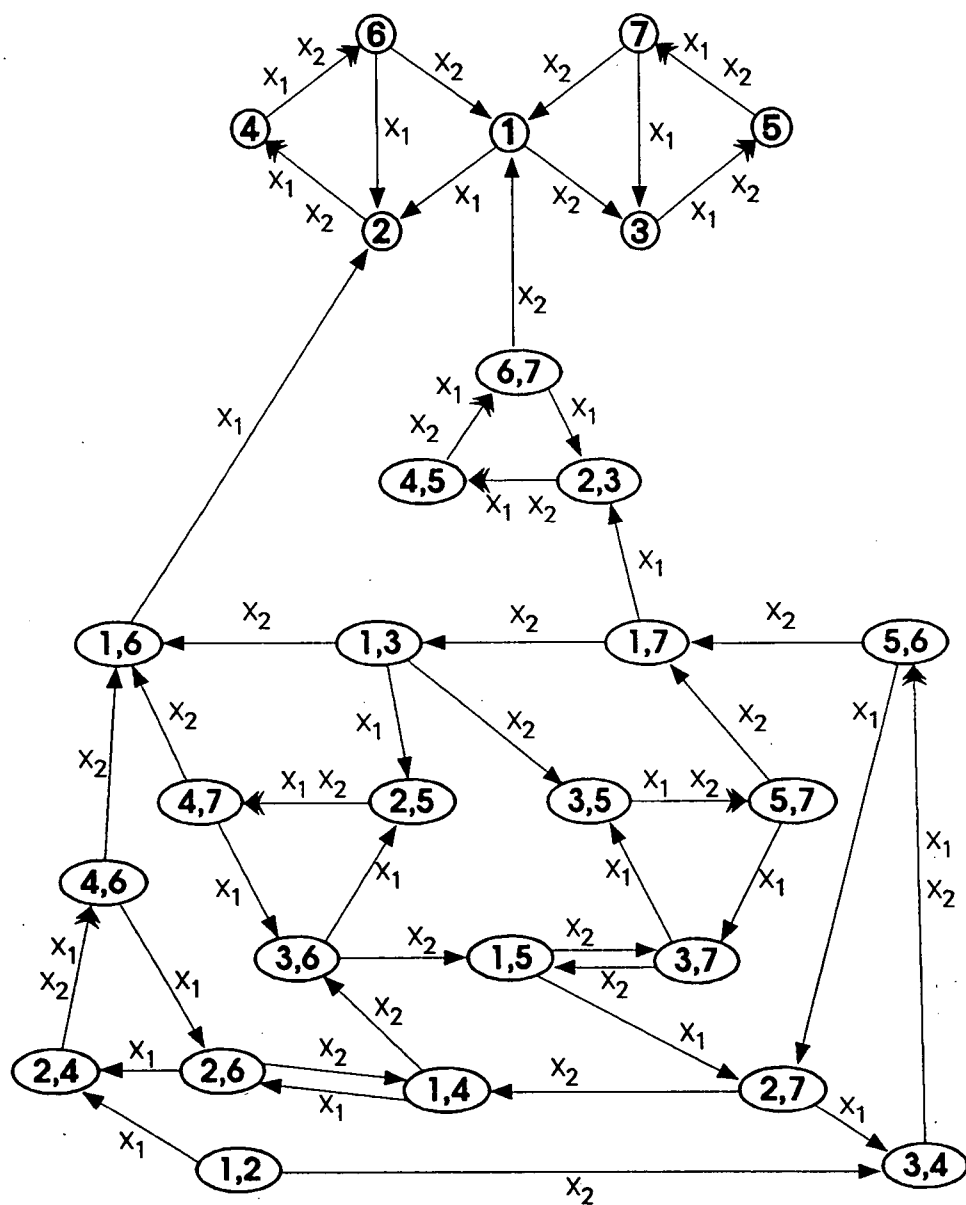 6 7
X₂ X₂ X₂ X₁
X₁ X₂
4 X₁ 1 X₁ 5
X₁ X₁ X₂ X₂
X₂ X₁
2 3
X₂
6,7
X₁ X₁
X₁ X₂
4,5 2,3
X₁ X₂
X₁
X₂ X₂ X₂
1,6 1,3 1,7 5,6
X₂ X₁ X₂ X₂ X₁
X₂
X₁ X₂ X₁ X₂
4,7 2,5 3,5 5,7
X₁
4,6 X₁ X₁ X₁ X₁ X₂
X₁ X₂ X₂
3,6 1,5 3,7
X₂ X₁ X₂
X₂ X₁
X₁ X₂ X₂
2,4 2,6 1,4 2,7
X₁ X₁
X₁
1,2 3,4
X₂